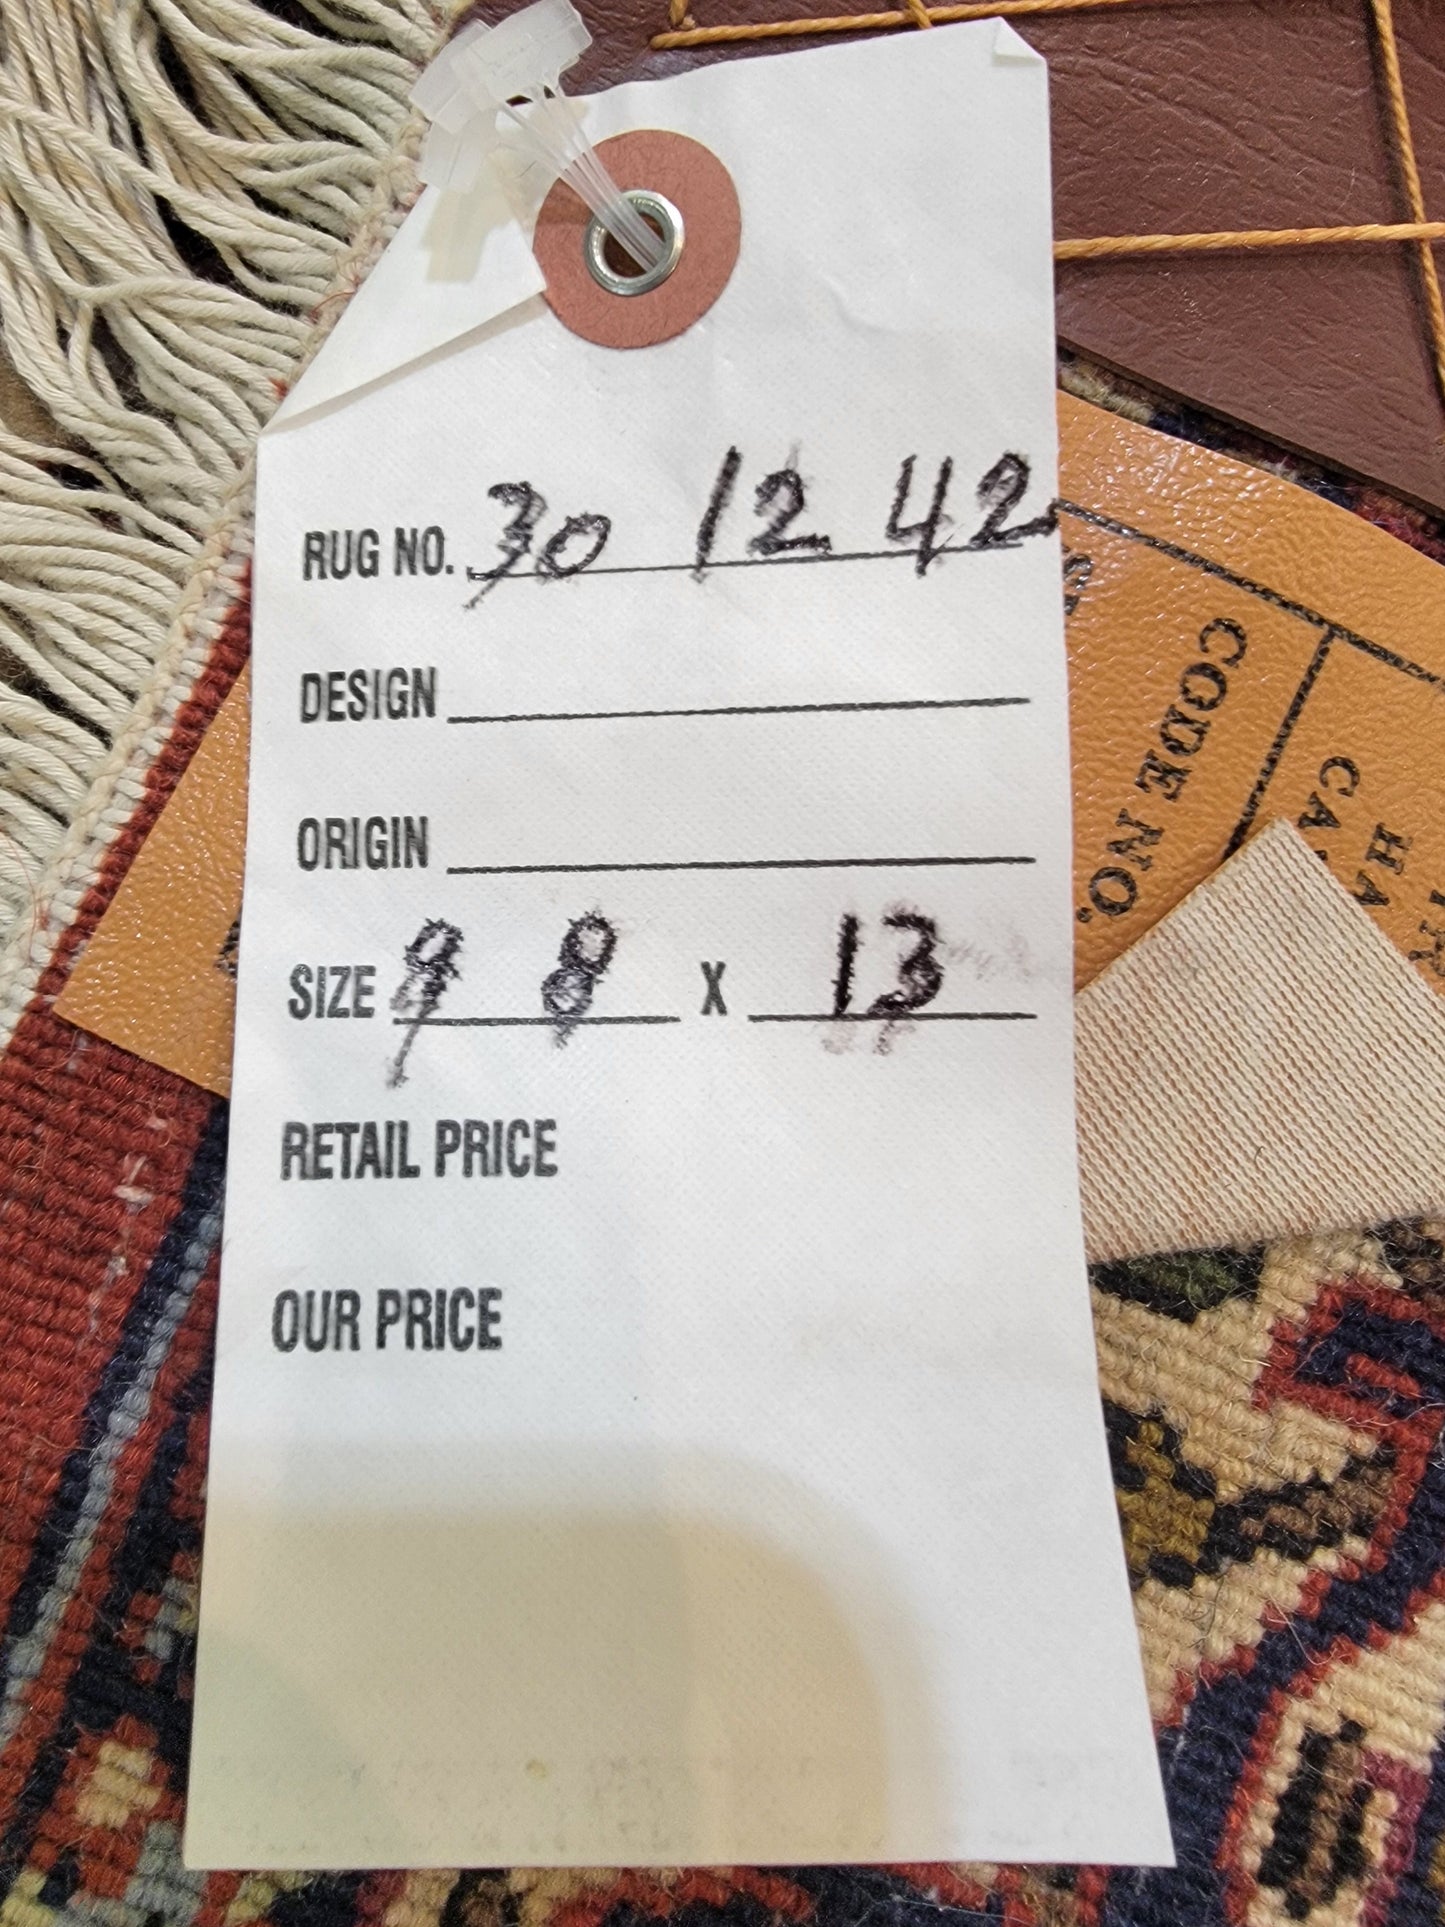 RUG NO. 30 12 42
DESIGN
ORIGIN
SIZE 9 8 X 13
RETAIL PRICE
OUR PRICE
CODE NO.